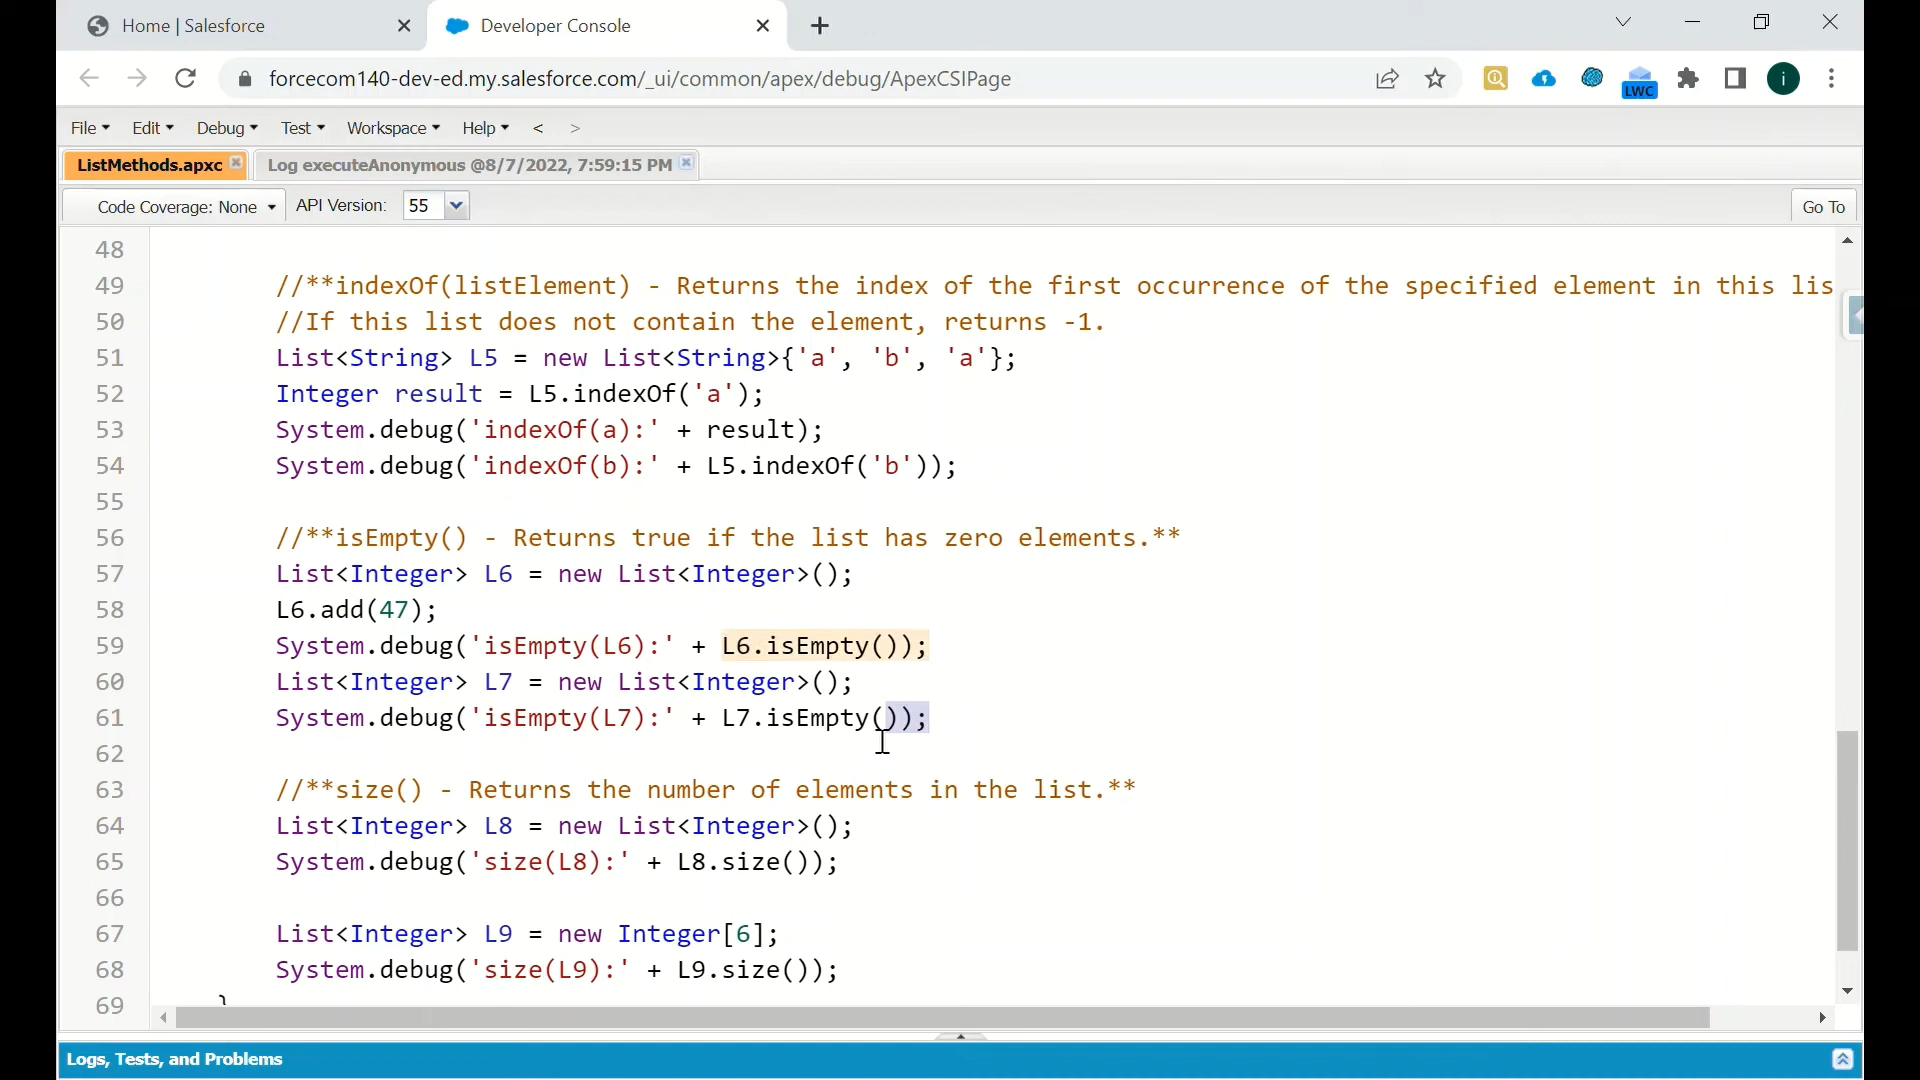 Home | Salesforce
Developer Console
forcecom140-dev-ed.my.salesforce.com/_ui/common/apex/debug/ApexCSIPage
LWC
i
File Edit Debug Test Workspace Help < >
ListMethods.apxc
Log executeAnonymous @8/7/2022, 7:59:15 PM
Code Coverage: None API Version: 55 Go To
48
49 //**indexOf(listElement) - Returns the index of the first occurrence of the specified element in this lis
50 //If this list does not contain the element, returns -1.
51 List<String> L5 = new List<String>{'a', 'b', 'a'};
52 Integer result = L5.indexOf('a');
53 System.debug('indexOf(a):' + result);
54 System.debug('indexOf(b):' + L5.indexOf('b'));
55
56 //**isEmpty() - Returns true if the list has zero elements.**
57 List<Integer> L6 = new List<Integer>();
58 L6.add(47);
59 System.debug('isEmpty(L6):' + L6.isEmpty());
60 List<Integer> L7 = new List<Integer>();
61 System.debug('isEmpty(L7):' + L7.isEmpty());
62
63 //**size() - Returns the number of elements in the list.**
64 List<Integer> L8 = new List<Integer>();
65 System.debug('size(L8):' + L8.size());
66
67 List<Integer> L9 = new Integer[6];
68 System.debug('size(L9):' + L9.size());
69 }
Logs, Tests, and Problems